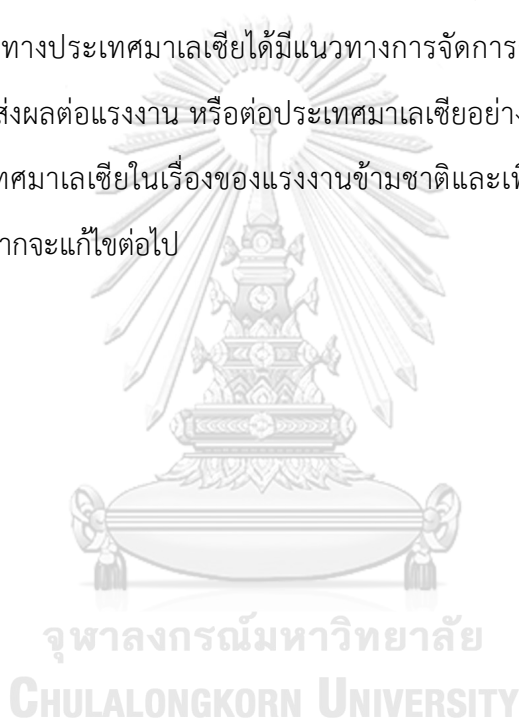 ทางประเทศมาเลเซียได้มีแนวทางการจัดการ
ส่งผลต่อแรงงาน หรือต่อประเทศมาเลเซียอย่าง
ทศมาเลเซียในเรื่องของแรงงานข้ามชาติและเพื
ากจะแก้ไขต่อไป
จุฬาลงกรณ์มหาวิทยาลัย
CHULALONGKORN UNIVERSITY